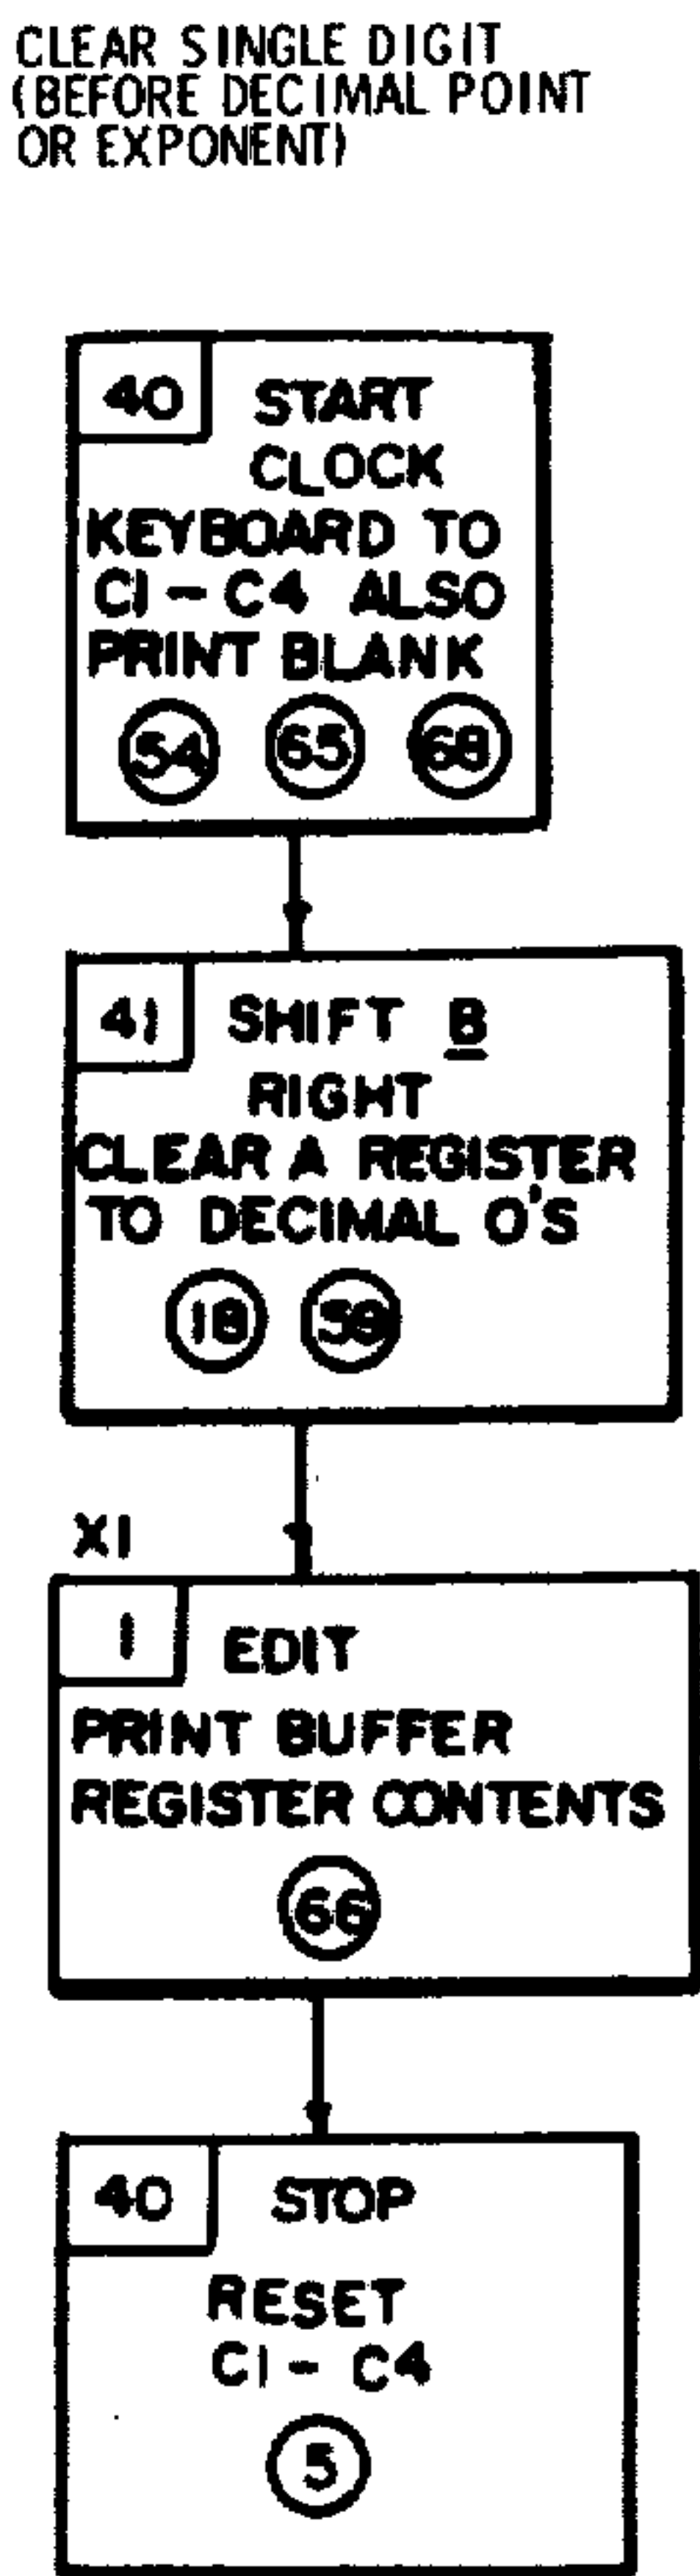 CLEAR SINGLE DIGIT
(BEFORE DECIMAL POINT
OR EXPONENT)
40 START
CLOCK
KEYBOARD TO
C1 - C4 ALSO
PRINT BLANK
54 65 68
41 SHIFT B
RIGHT
CLEAR A REGISTER
TO DECIMAL O'S
18
X1
1 EDIT
PRINT BUFFER
REGISTER CONTENTS
66
40 STOP
RESET
C1 - C4
5